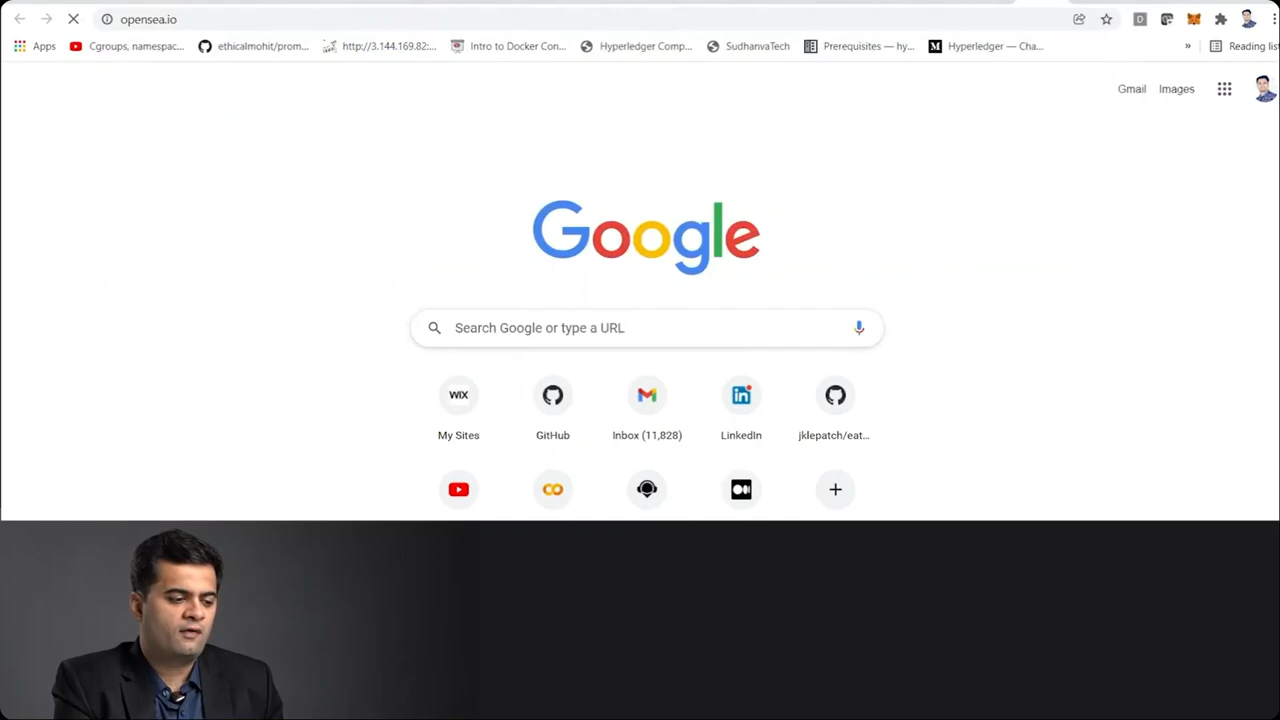 opensea.io
Apps Cgroups, namespac... ethicalmohit/prom... http://3.144.169.82:... Intro to Docker Con... Hyperledger Comp... SudhanvaTech Prerequisites — hy... Hyperledger — Cha... » Reading list
Gmail Images
Google
Search Google or type a URL
WIX
My Sites GitHub Inbox (11,828) LinkedIn jklepatch/eat...